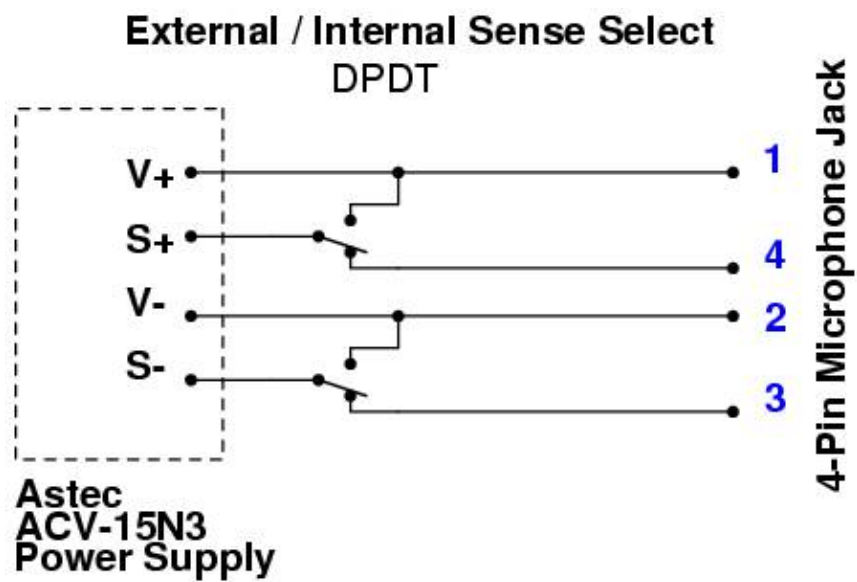 External / Internal Sense Select
DPDT
V+
S+
V-
S-
1
4
2
3
4-Pin Microphone Jack
Astec
ACV-15N3
Power Supply